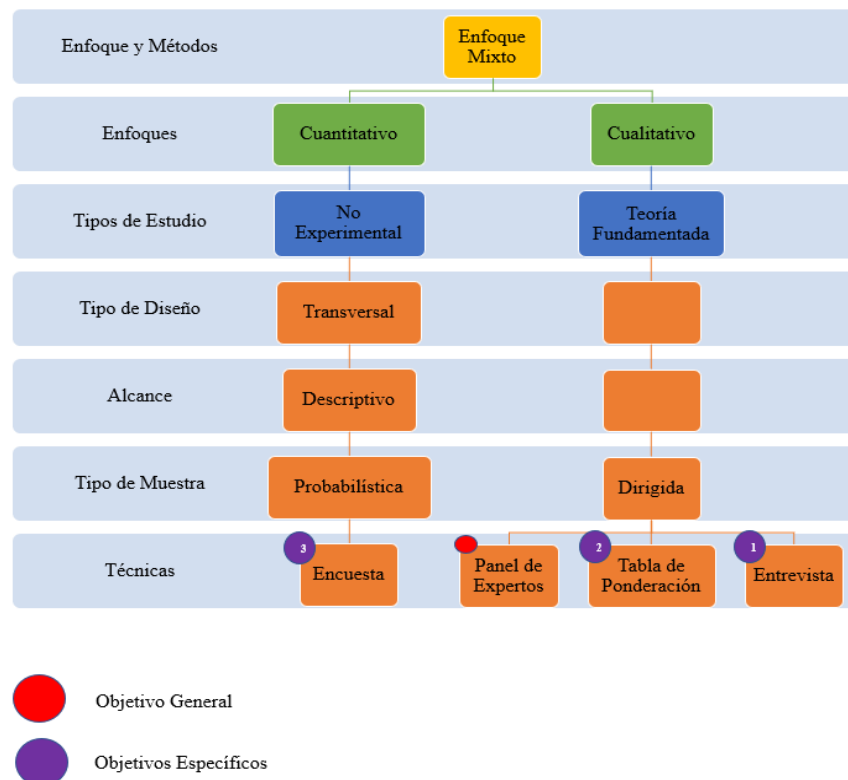 Enfoque y Métodos
Enfoque
Mixto
Enfoques
Cuantitativo
Cualitativo
Tipos de Estudio
No
Experimental
Teoría
Fundamentada
Tipo de Diseño
Transversal
Alcance
Descriptivo
Tipo de Muestra
Probabilística
Dirigida
Técnicas
3
Encuesta
Panel de
Expertos
2
Tabla de
Ponderación
1
Entrevista
Objetivo General
Objetivos Específicos